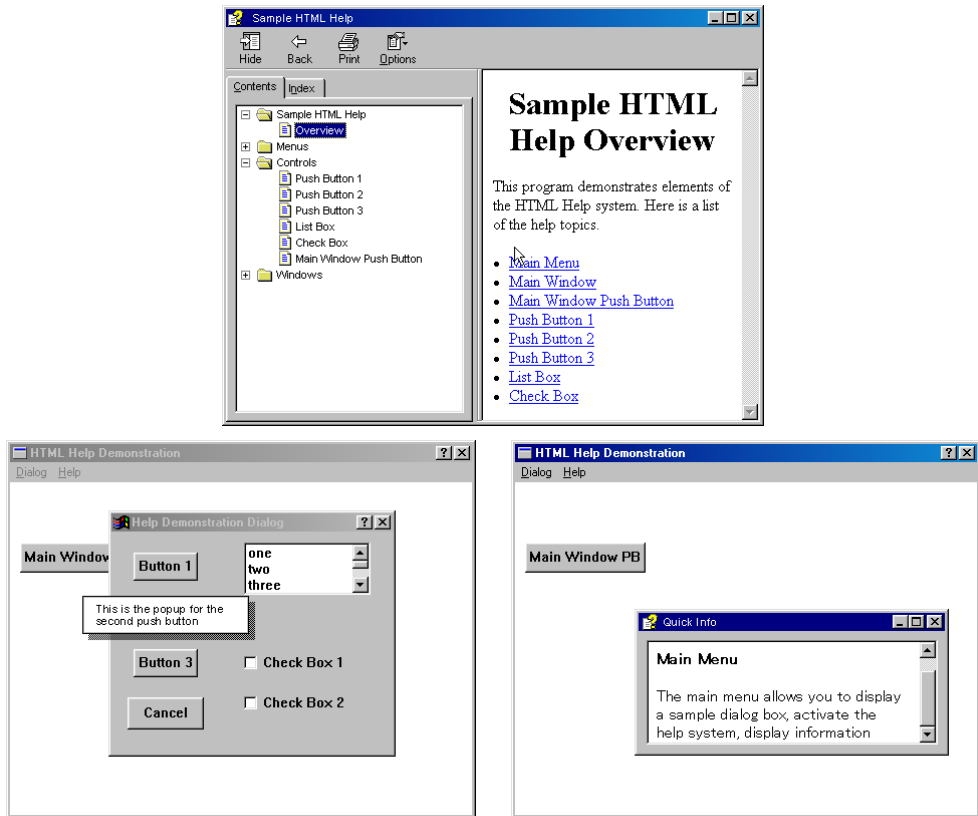 Sample HTML Help
Hide Back Print Options
Contents Index
Sample HTML Help
Overview
Menus
Controls
Push Button 1
Push Button 2
Push Button 3
List Box
Check Box
Main Window Push Button
Windows
Sample HTML
Help Overview
This program demonstrates elements of
the HTML Help system. Here is a list
of the help topics.
Main Menu
Main Window
Main Window Push Button
Push Button 1
Push Button 2
Push Button 3
List Box
Check Box
HTML Help Demonstration
Dialog Help
Main Window
Help Demonstration Dialog
Button 1
one
two
three
This is the popup for the
second push button
Button 3
Check Box 1
Cancel
Check Box 2
HTML Help Demonstration
Dialog Help
Main Window PB
Quick Info
Main Menu
The main menu allows you to display
a sample dialog box, activate the
help system, display information